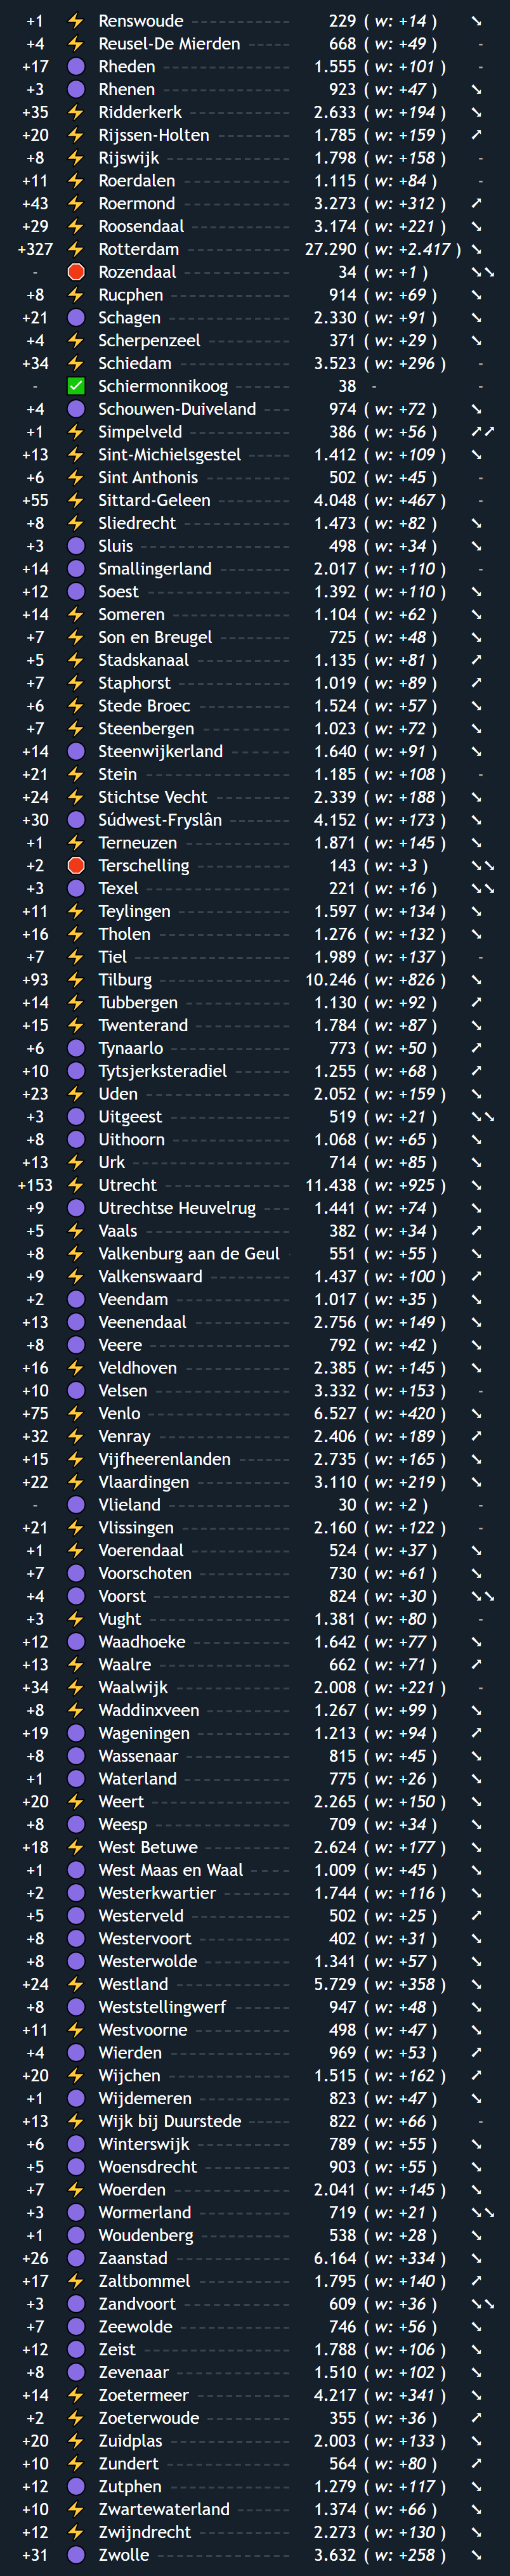 +1 ⚡ Renswoude 229 ( w: +14 ) ↘
+4 ⚡ Reusel-De Mierden 668 ( w: +49 ) -
+17 🟣 Rheden 1.555 ( w: +101 ) -
+3 🟣 Rhenen 923 ( w: +47 ) ↘
+35 ⚡ Ridderkerk 2.633 ( w: +194 ) ↘
+20 ⚡ Rijssen-Holten 1.785 ( w: +159 ) ↗
+8 ⚡ Rijswijk 1.798 ( w: +158 ) -
+11 ⚡ Roerdalen 1.115 ( w: +84 ) -
+43 ⚡ Roermond 3.273 ( w: +312 ) ↗
+29 ⚡ Roosendaal 3.174 ( w: +221 ) ↘
+327 ⚡ Rotterdam 27.290 ( w: +2.417 ) ↘
- 🛑 Rozendaal 34 ( w: +1 ) ↘↘
+8 ⚡ Rucphen 914 ( w: +69 ) ↘
+21 🟣 Schagen 2.330 ( w: +91 ) ↘
+4 ⚡ Scherpenzeel 371 ( w: +29 ) ↘
+34 ⚡ Schiedam 3.523 ( w: +296 ) -
- ✅ Schiermonnikoog 38 - -
+4 🟣 Schouwen-Duiveland 974 ( w: +72 ) ↘
+1 ⚡ Simpelveld 386 ( w: +56 ) ↗↗
+13 ⚡ Sint-Michielsgestel 1.412 ( w: +109 ) ↘
+6 ⚡ Sint Anthonis 502 ( w: +45 ) -
+55 ⚡ Sittard-Geleen 4.048 ( w: +467 ) -
+8 ⚡ Sliedrecht 1.473 ( w: +82 ) ↘
+3 🟣 Sluis 498 ( w: +34 ) ↘
+14 🟣 Smallingerland 2.017 ( w: +110 ) -
+12 🟣 Soest 1.392 ( w: +110 ) ↘
+14 ⚡ Someren 1.104 ( w: +62 ) ↘
+7 ⚡ Son en Breugel 725 ( w: +48 ) ↘
+5 ⚡ Stadskanaal 1.135 ( w: +81 ) ↗
+7 ⚡ Staphorst 1.019 ( w: +89 ) ↗
+6 ⚡ Stede Broec 1.524 ( w: +57 ) ↘
+7 ⚡ Steenbergen 1.023 ( w: +72 ) ↘
+14 🟣 Steenwijkerland 1.640 ( w: +91 ) ↘
+21 ⚡ Stein 1.185 ( w: +108 ) -
+24 ⚡ Stichtse Vecht 2.339 ( w: +188 ) ↘
+30 🟣 Súdwest-Fryslân 4.152 ( w: +173 ) ↘
+1 ⚡ Terneuzen 1.871 ( w: +145 ) ↘
+2 🛑 Terschelling 143 ( w: +3 ) ↘↘
+3 🟣 Texel 221 ( w: +16 ) ↘↘
+11 ⚡ Teylingen 1.597 ( w: +134 ) ↘
+16 ⚡ Tholen 1.276 ( w: +132 ) ↘
+7 ⚡ Tiel 1.989 ( w: +137 ) -
+93 ⚡ Tilburg 10.246 ( w: +826 ) ↘
+14 ⚡ Tubbergen 1.130 ( w: +92 ) ↗
+15 ⚡ Twenterand 1.784 ( w: +87 ) ↘
+6 🟣 Tynaarlo 773 ( w: +50 ) ↗
+10 🟣 Tytsjerksteradiel 1.255 ( w: +68 ) ↗
+23 ⚡ Uden 2.052 ( w: +159 ) ↘
+3 🟣 Uitgeest 519 ( w: +21 ) ↘↘
+8 🟣 Uithoorn 1.068 ( w: +65 ) ↘
+13 ⚡ Urk 714 ( w: +85 ) ↘
+153 ⚡ Utrecht 11.438 ( w: +925 ) ↘
+9 🟣 Utrechtse Heuvelrug 1.441 ( w: +74 ) ↘
+5 ⚡ Vaals 382 ( w: +34 ) ↗
+8 ⚡ Valkenburg aan de Geul 551 ( w: +55 ) ↘
+9 ⚡ Valkenswaard 1.437 ( w: +100 ) ↗
+2 🟣 Veendam 1.017 ( w: +35 ) ↘
+13 🟣 Veenendaal 2.756 ( w: +149 ) ↘
+8 🟣 Veere 792 ( w: +42 ) ↘
+16 ⚡ Veldhoven 2.385 ( w: +145 ) ↘
+10 🟣 Velsen 3.332 ( w: +153 ) -
+75 ⚡ Venlo 6.527 ( w: +420 ) ↘
+32 ⚡ Venray 2.406 ( w: +189 ) ↗
+15 ⚡ Vijfheerenlanden 2.735 ( w: +165 ) ↘
+22 ⚡ Vlaardingen 3.110 ( w: +219 ) ↘
- 🟣 Vlieland 30 ( w: +2 ) -
+21 ⚡ Vlissingen 2.160 ( w: +122 ) -
+1 ⚡ Voerendaal 524 ( w: +37 ) ↘
+7 🟣 Voorschoten 730 ( w: +61 ) ↘
+4 🟣 Voorst 824 ( w: +30 ) ↘↘
+3 ⚡ Vught 1.381 ( w: +80 ) -
+12 🟣 Waadhoeke 1.642 ( w: +77 ) ↘
+13 ⚡ Waalre 662 ( w: +71 ) ↗
+34 ⚡ Waalwijk 2.008 ( w: +221 ) -
+8 ⚡ Waddinxveen 1.267 ( w: +99 ) ↘
+19 🟣 Wageningen 1.213 ( w: +94 ) ↗
+8 🟣 Wassenaar 815 ( w: +45 ) ↘
+1 🟣 Waterland 775 ( w: +26 ) ↘
+20 ⚡ Weert 2.265 ( w: +150 ) ↘
+8 🟣 Weesp 709 ( w: +34 ) ↘
+18 ⚡ West Betuwe 2.624 ( w: +177 ) ↘
+1 🟣 West Maas en Waal 1.009 ( w: +45 ) ↘
+2 🟣 Westerkwartier 1.744 ( w: +116 ) ↘
+5 🟣 Westerveld 502 ( w: +25 ) ↗
+8 🟣 Westervoort 402 ( w: +31 ) ↘
+8 🟣 Westerwolde 1.341 ( w: +57 ) ↘
+24 ⚡ Westland 5.729 ( w: +358 ) ↘
+8 🟣 Weststellingwerf 947 ( w: +48 ) ↘
+11 ⚡ Westvoorne 498 ( w: +47 ) ↘
+4 🟣 Wierden 969 ( w: +53 ) ↗
+20 ⚡ Wijchen 1.515 ( w: +162 ) ↗
+1 🟣 Wijdemeren 823 ( w: +47 ) ↘
+13 ⚡ Wijk bij Duurstede 822 ( w: +66 ) -
+6 🟣 Winterswijk 789 ( w: +55 ) ↘
+5 🟣 Woensdrecht 903 ( w: +55 ) ↘
+7 ⚡ Woerden 2.041 ( w: +145 ) ↘
+3 🟣 Wormerland 719 ( w: +21 ) ↘↘
+1 🟣 Woudenberg 538 ( w: +28 ) ↘
+26 🟣 Zaanstad 6.164 ( w: +334 ) ↘
+17 ⚡ Zaltbommel 1.795 ( w: +140 ) ↗
+3 🟣 Zandvoort 609 ( w: +36 ) ↘↘
+7 🟣 Zeewolde 746 ( w: +56 ) ↘
+12 🟣 Zeist 1.788 ( w: +106 ) ↘
+8 🟣 Zevenaar 1.510 ( w: +102 ) ↘
+14 ⚡ Zoetermeer 4.217 ( w: +341 ) ↘
+2 ⚡ Zoeterwoude 355 ( w: +36 ) ↗
+20 ⚡ Zuidplas 2.003 ( w: +133 ) ↘
+10 ⚡ Zundert 564 ( w: +80 ) ↗
+12 🟣 Zutphen 1.279 ( w: +117 ) ↘
+10 ⚡ Zwartewaterland 1.374 ( w: +66 ) ↘
+12 ⚡ Zwijndrecht 2.273 ( w: +130 ) ↘
+31 🟣 Zwolle 3.632 ( w: +258 ) ↘